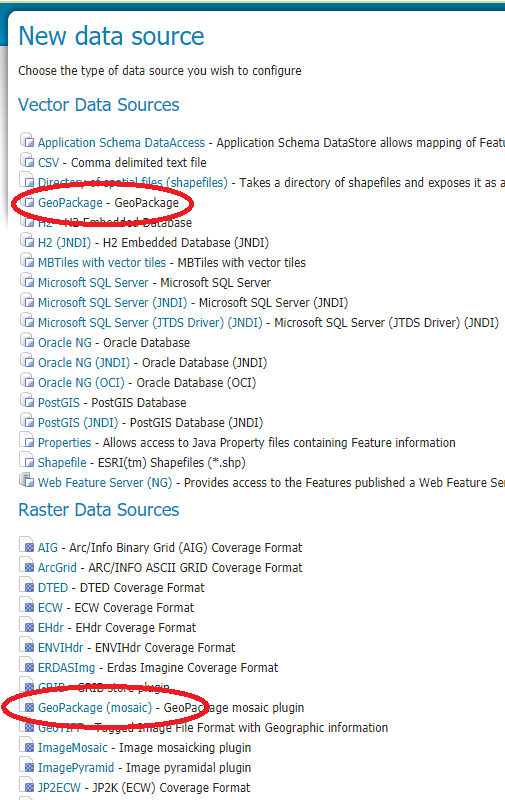 New data source
Choose the type of data source you wish to configure
Vector Data Sources
Application Schema DataAccess - Application Schema DataStore allows mapping of Featu
CSV - Comma delimited text file
Directory of spatial files (shapefiles) - Takes a directory of shapefiles and exposes it as a
GeoPackage - GeoPackage
H2 - H2 Embedded Database
H2 (JNDI) - H2 Embedded Database (JNDI)
MBTiles with vector tiles - MBTiles with vector tiles
Microsoft SQL Server - Microsoft SQL Server
Microsoft SQL Server (JNDI) - Microsoft SQL Server (JNDI)
Microsoft SQL Server (JTDS Driver) (JNDI) - Microsoft SQL Server (JTDS Driver) (JNDI)
Oracle NG - Oracle Database
Oracle NG (JNDI) - Oracle Database (JNDI)
Oracle NG (OCI) - Oracle Database (OCI)
PostGIS - PostGIS Database
PostGIS (JNDI) - PostGIS Database (JNDI)
Properties - Allows access to Java Property files containing Feature information
Shapefile - ESRI(tm) Shapefiles (*.shp)
Web Feature Server (NG) - Provides access to the Features published a Web Feature Se
Raster Data Sources
AIG - Arc/Info Binary Grid (AIG) Coverage Format
ArcGrid - ARC/INFO ASCII GRID Coverage Format
DTED - DTED Coverage Format
ECW - ECW Coverage Format
EHdr - EHdr Coverage Format
ENVIHdr - ENVIHdr Coverage Format
ERDASImg - Erdas Imagine Coverage Format
GRIB - GRIB store plugin
GeoPackage (mosaic) - GeoPackage mosaic plugin
GeoTIFF - Tagged Image File Format with Geographic information
ImageMosaic - Image mosaicking plugin
ImagePyramid - Image pyramidal plugin
JP2ECW - JP2K (ECW) Coverage Format